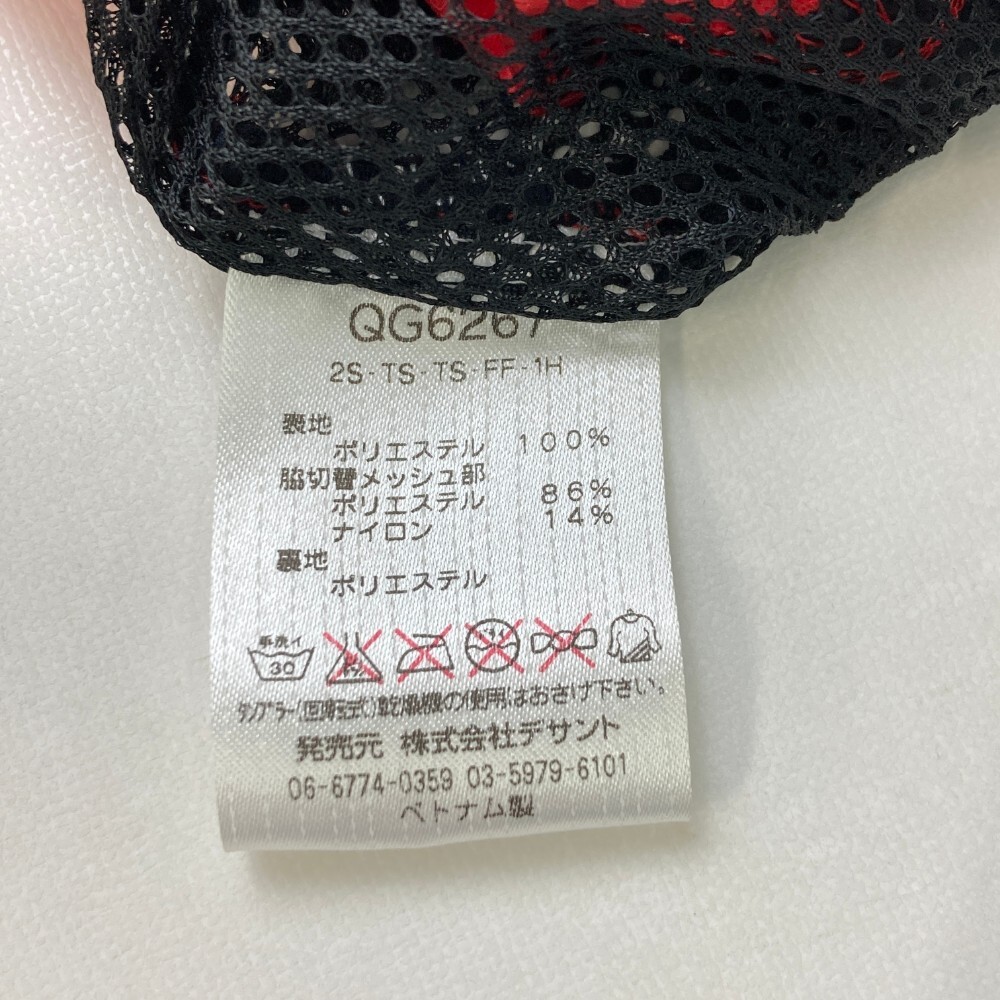 QG6267
2S-TS-TS-FF-1H
表地
ポリエステル 100%
脇切替メッシュ部
ポリエステル 86%
ナイロン 14%
裏地
ポリエステル
手洗イ
30
タンブラー(回転式)乾燥機の使用はおさけ下さい。
発売元 株式会社デサント
06-6774-0359 03-5979-6101
ベトナム製